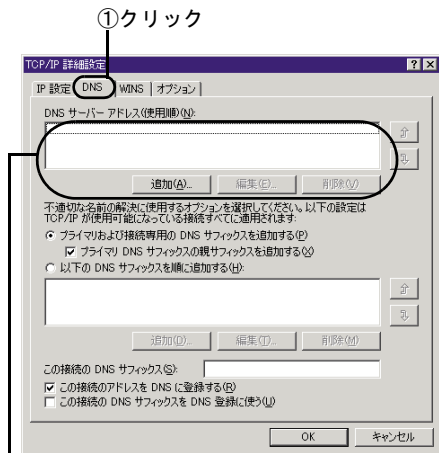 ①クリック
TCP/IP 詳細設定
IP 設定 DNS WINS オプション
DNS サーバー アドレス(使用順)(N):
追加(A)... 編集(E)... 削除(V)
不適切な名前の解決に使用するオプションを選択してください。以下の設定は
TCP/IP が使用可能になっている接続すべてに適用されます:
プライマリおよび接続専用の DNS サフィックスを追加する(P)
プライマリ DNS サフィックスの親サフィックスを追加する(X)
以下の DNS サフィックスを順に追加する(H):
追加(D)... 編集(T)... 削除(M)
この接続の DNS サフィックス(S):
この接続のアドレスを DNS に登録する(R)
この接続の DNS サフィックスを DNS 登録に使う(U)
OK キャンセル